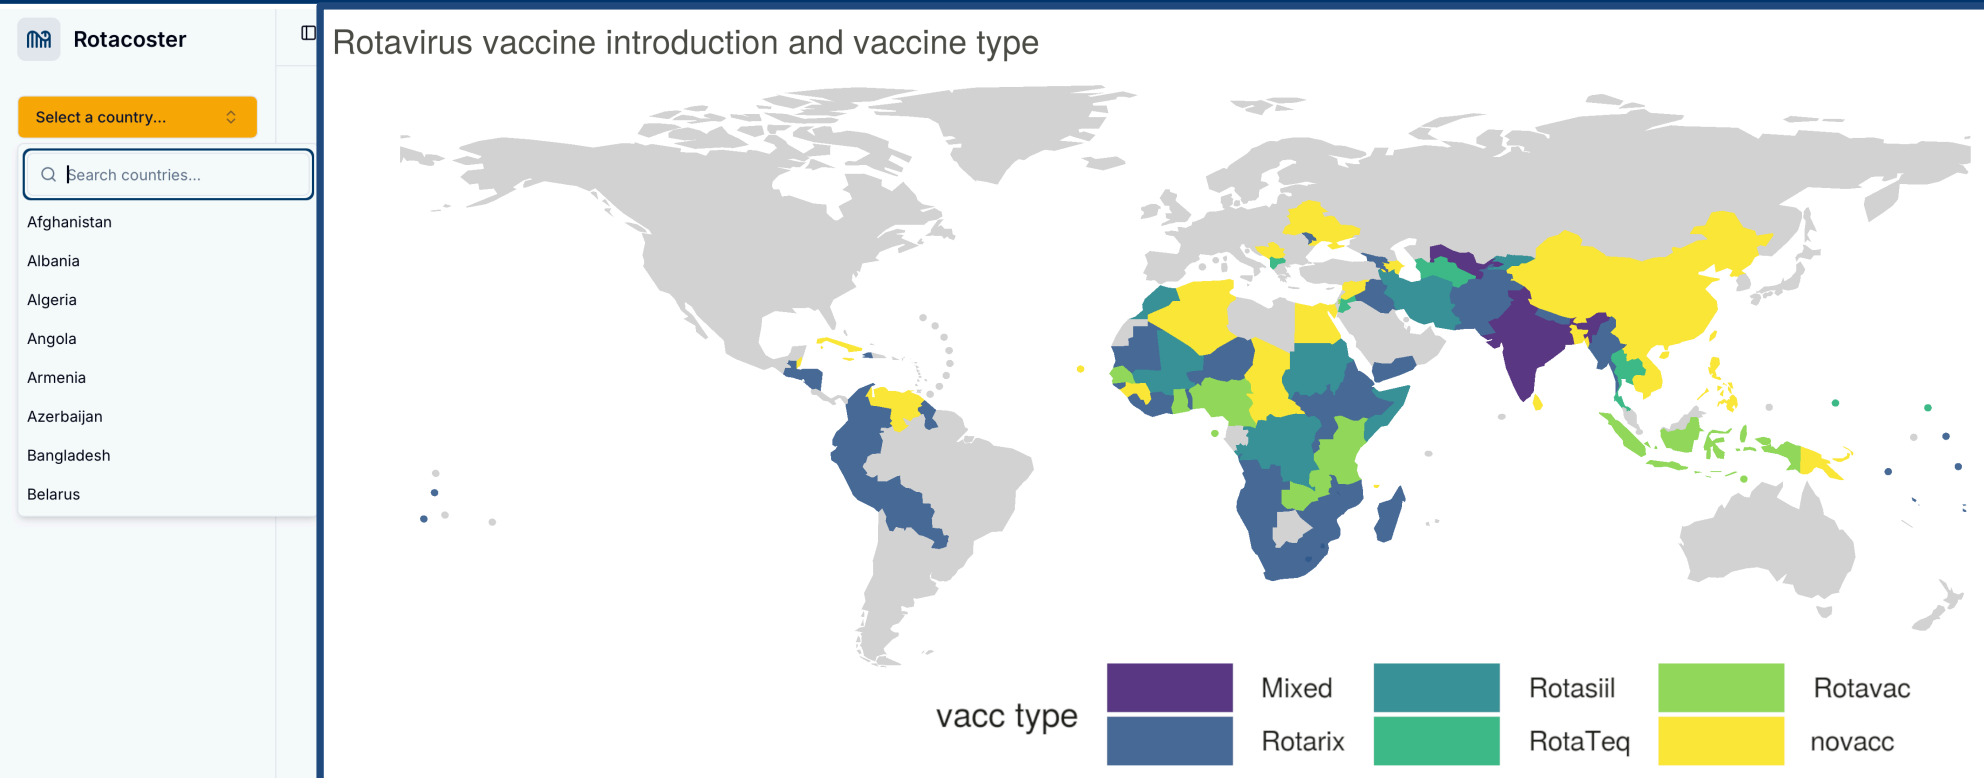 Rotacoster
Select a country...
Search countries...
Afghanistan
Albania
Algeria
Angola
Armenia
Azerbaijan
Bangladesh
Belarus
Rotavirus vaccine introduction and vaccine type
vacc type
Mixed
Rotasiil
Rotavac
Rotarix
RotaTeq
novacc